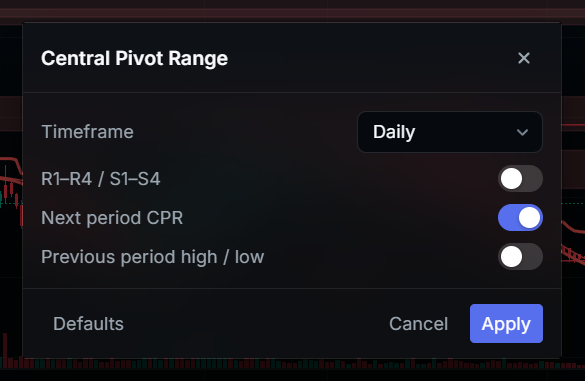 Central Pivot Range
Timeframe
Daily
R1–R4 / S1–S4
Next period CPR
Previous period high / low
Defaults
Cancel
Apply